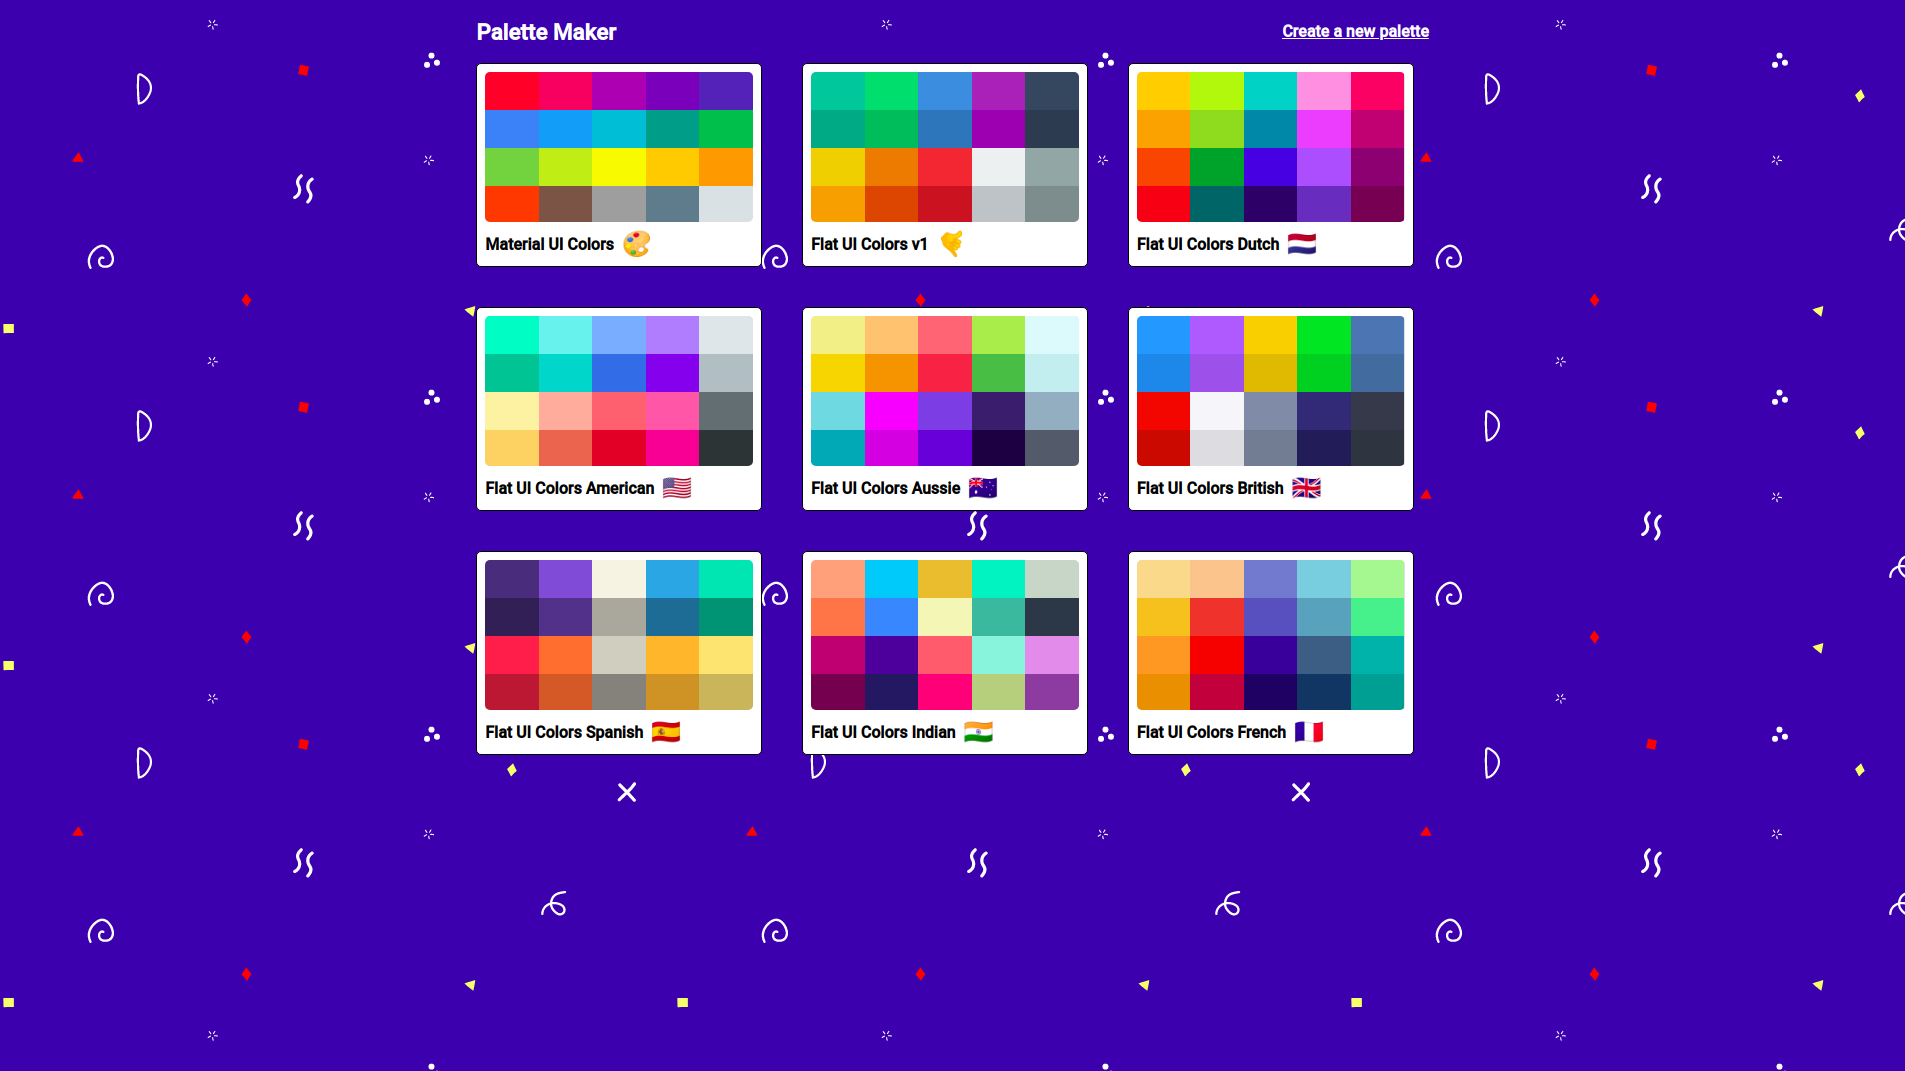 Palette Maker
Create a new palette
Material UI Colors
Flat UI Colors v1
Flat UI Colors Dutch
Flat UI Colors American
Flat UI Colors Aussie
Flat UI Colors British
Flat UI Colors Spanish
Flat UI Colors Indian
Flat UI Colors French